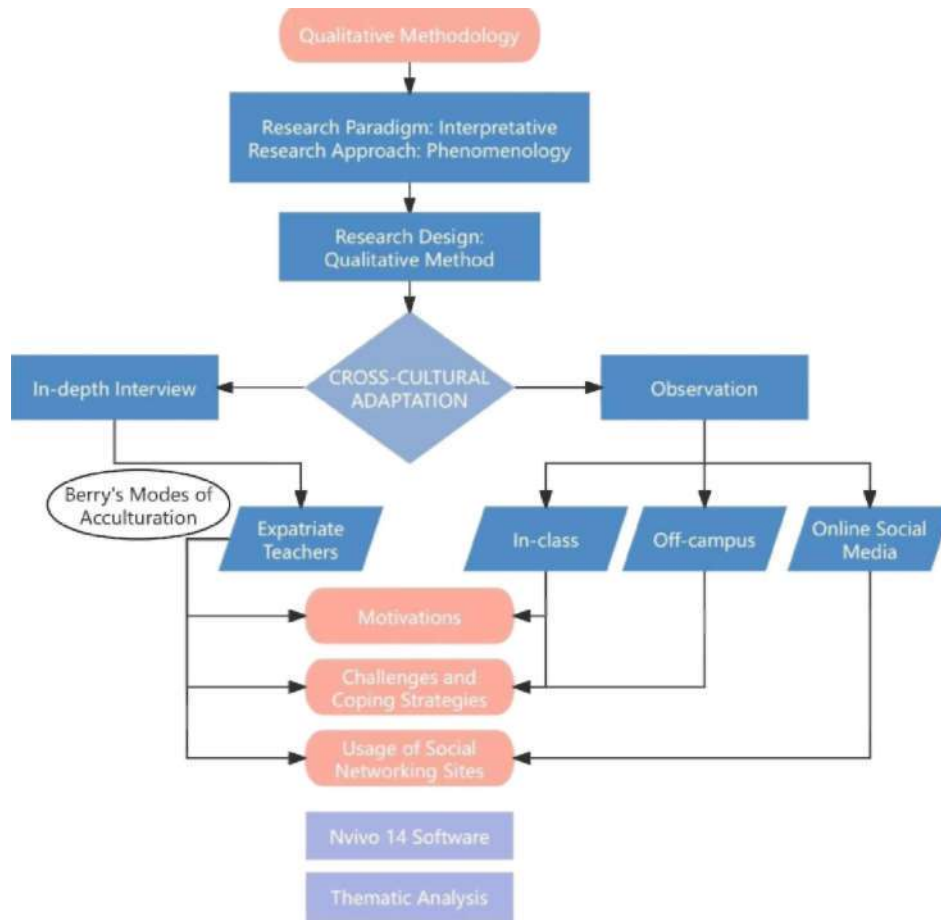 Qualitative Methodology
Research Paradigm: Interpretative
Research Approach: Phenomenology
Research Design:
Qualitative Method
In-depth Interview
CROSS-CULTURAL
ADAPTATION
Observation
Berry's Modes of
Acculturation
Expatriate
Teachers
In-class
Off-campus
Online Social
Media
Motivations
Challenges and
Coping Strategies
Usage of Social
Networking Sites
Nvivo 14 Software
Thematic Analysis